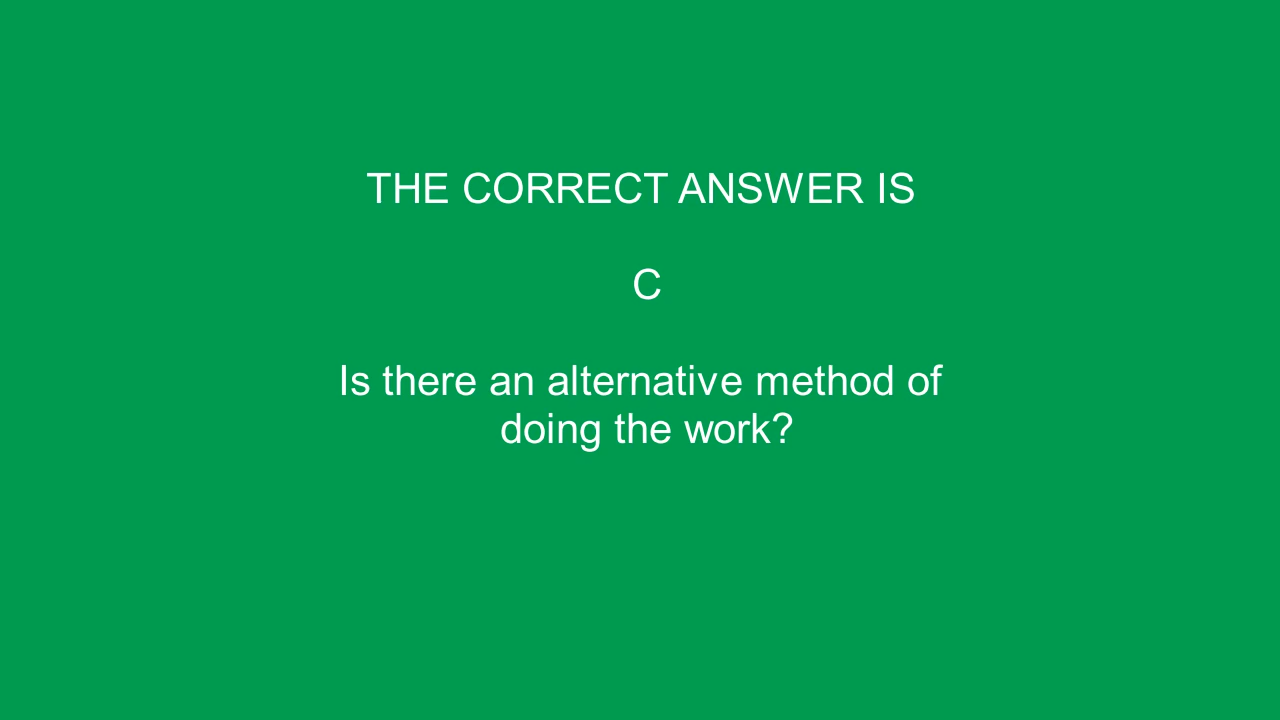 THE CORRECT ANSWER IS
C
Is there an alternative method of
doing the work?